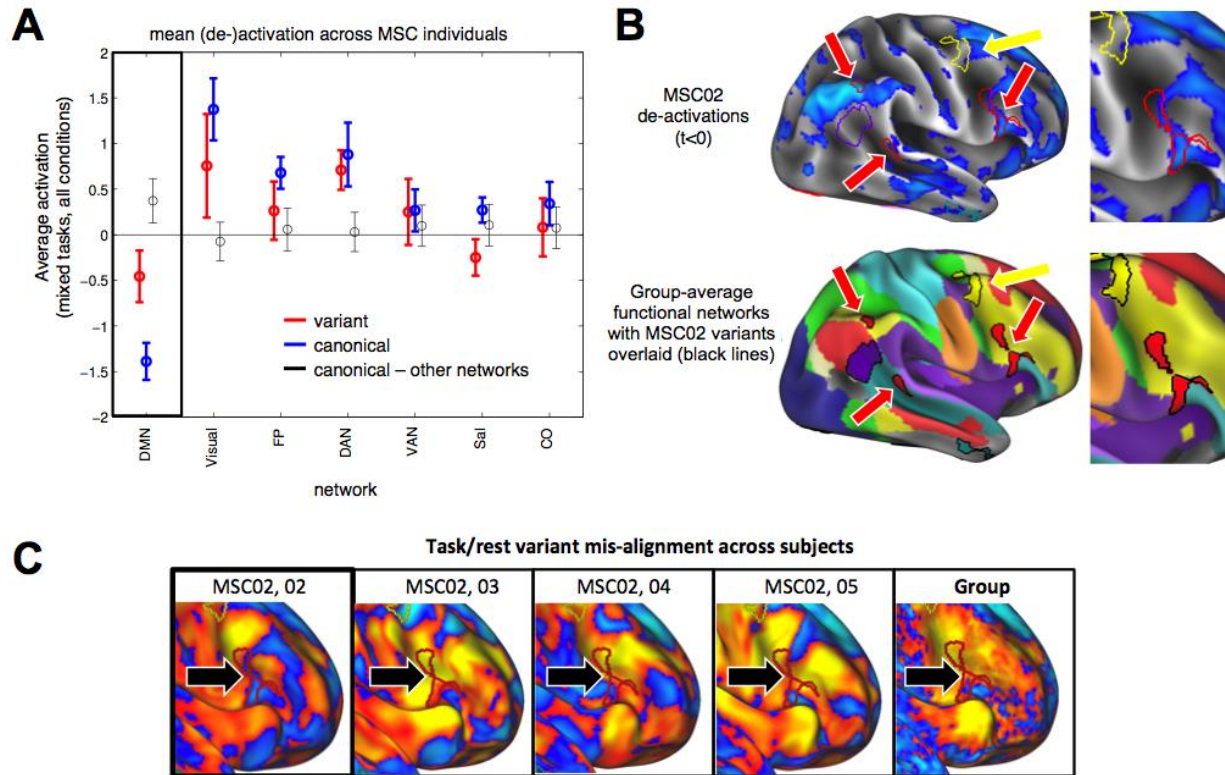 A
mean (de-)activation across MSC individuals
Average activation
(mixed tasks, all conditions)
2
1.5
1
0.5
0
−0.5
−1
−1.5
−2
variant
canonical
canonical – other networks
DMN
Visual
FP
DAN
VAN
Sal
CO
network
B
MSC02
de-activations
(t<0)
Group-average
functional networks
with MSC02 variants
overlaid (black lines)
C
Task/rest variant mis-alignment across subjects
MSC02, 02
MSC02, 03
MSC02, 04
MSC02, 05
Group